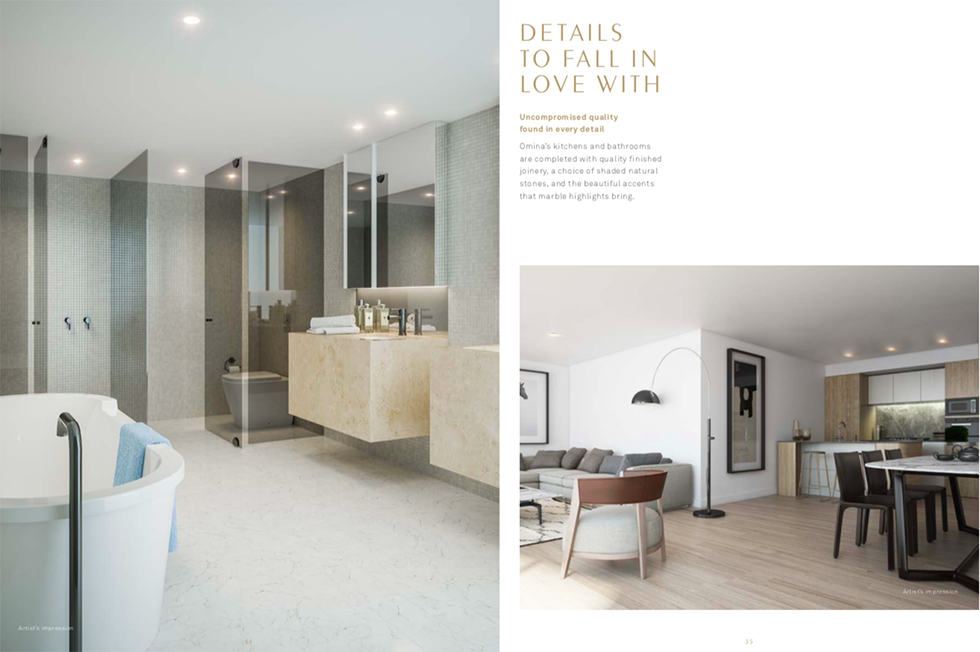 Artist's impression
DETAILS
TO FALL IN
LOVE WITH
Uncompromised quality
found in every detail
Omina's kitchens and bathrooms
are completed with quality finished
joinery, a choice of shaded natural
stones, and the beautiful accents
that marble highlights bring.
Artist's impression
35